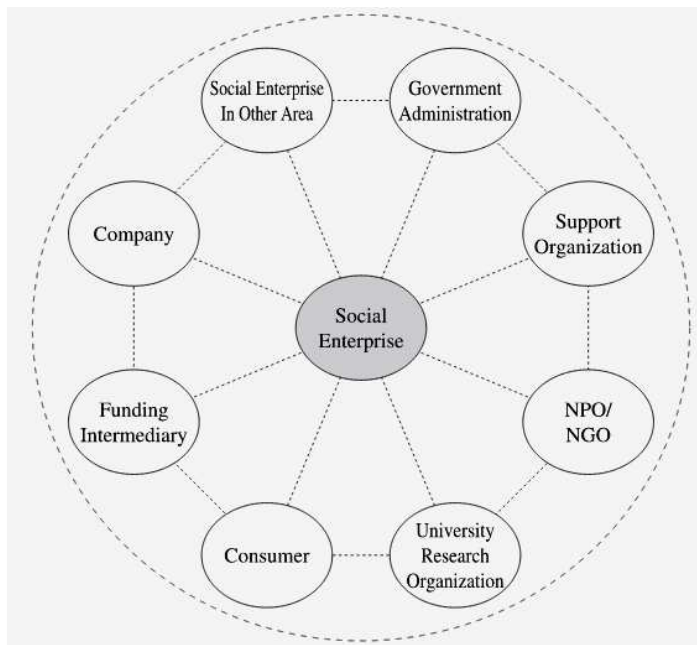 Social Enterprise
In Other Area
Government
Administration
Company
Support
Organization
Social
Enterprise
Funding
Intermediary
NPO/
NGO
Consumer
University
Research
Organization